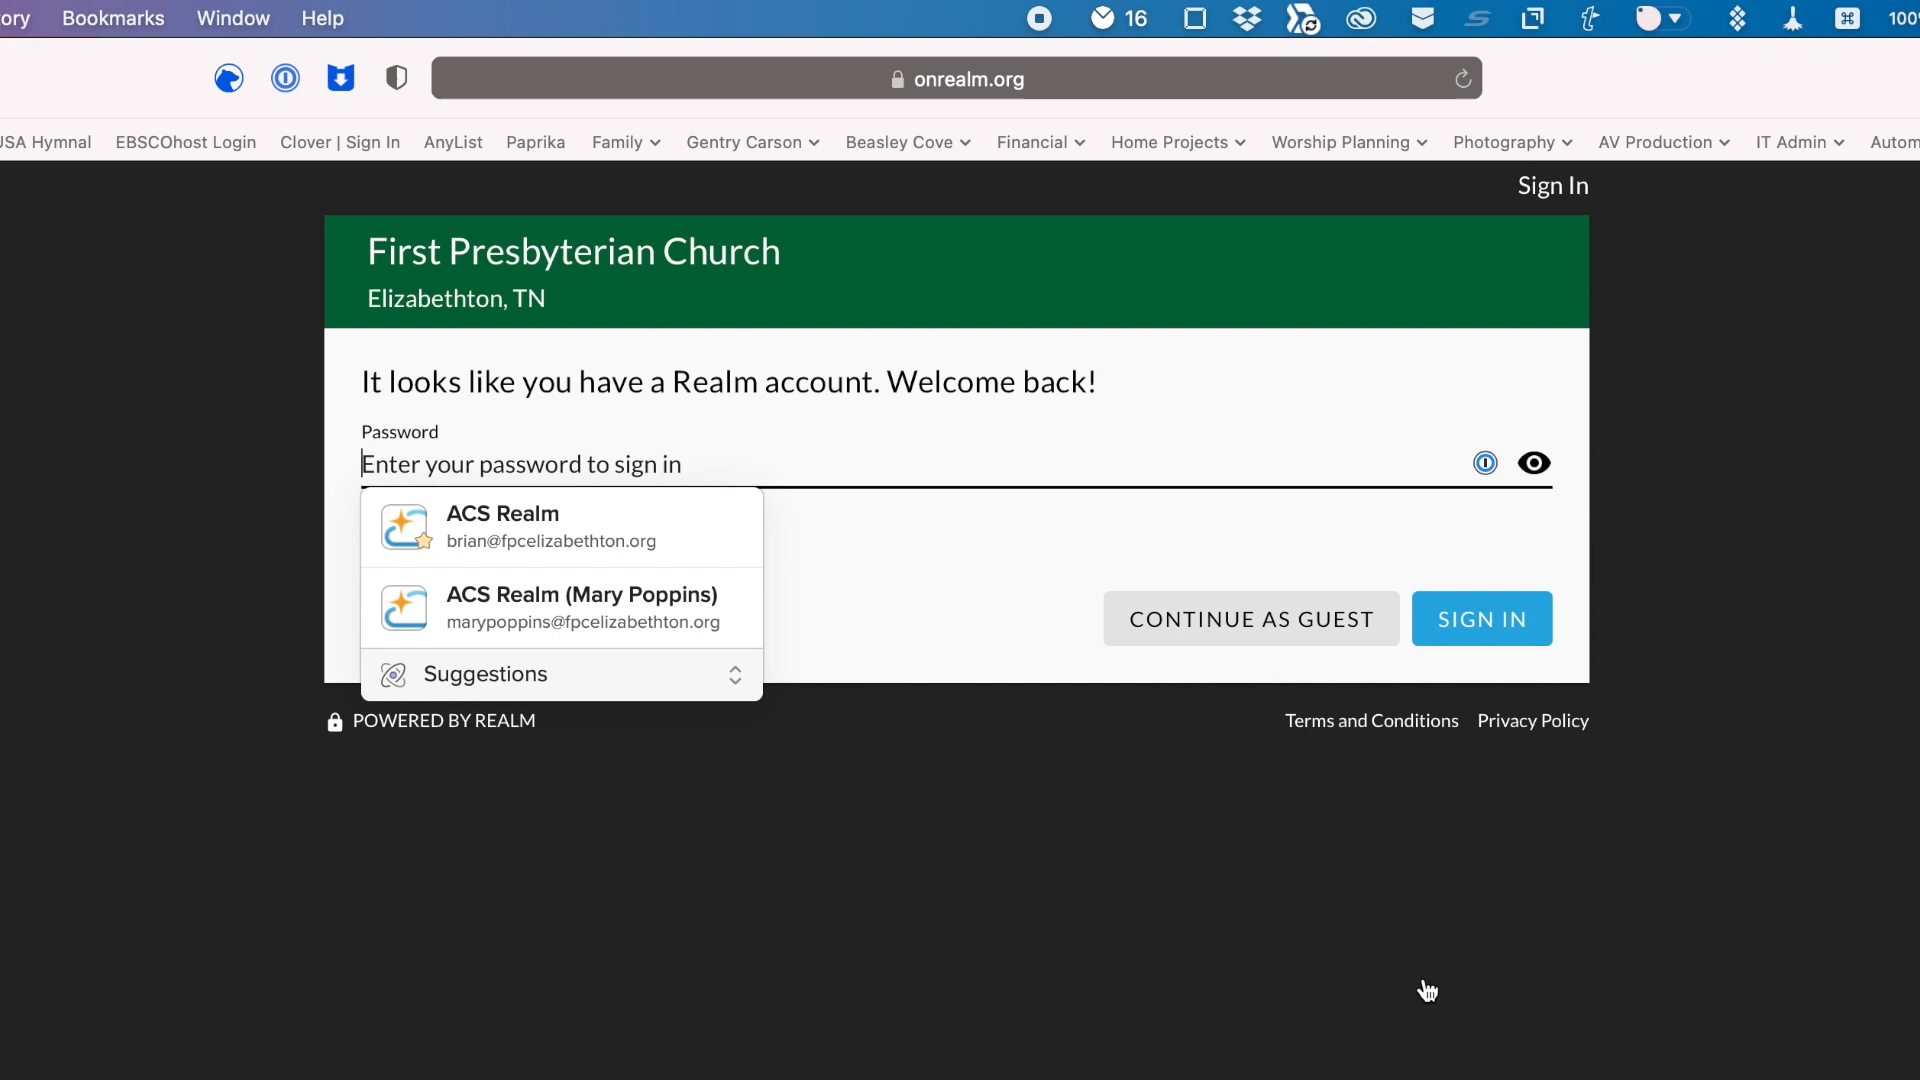 ory Bookmarks Window Help 16 100%
onrealm.org
USA Hymnal EBSCOhost Login Clover | Sign In AnyList Paprika Family Gentry Carson Beasley Cove Financial Home Projects Worship Planning Photography AV Production IT Admin Autom
Sign In
First Presbyterian Church
Elizabethton, TN
It looks like you have a Realm account. Welcome back!
Password
Enter your password to sign in
ACS Realm
brian@fpcelizabethton.org
ACS Realm (Mary Poppins)
marypoppins@fpcelizabethton.org
Suggestions
CONTINUE AS GUEST SIGN IN
POWERED BY REALM Terms and Conditions Privacy Policy